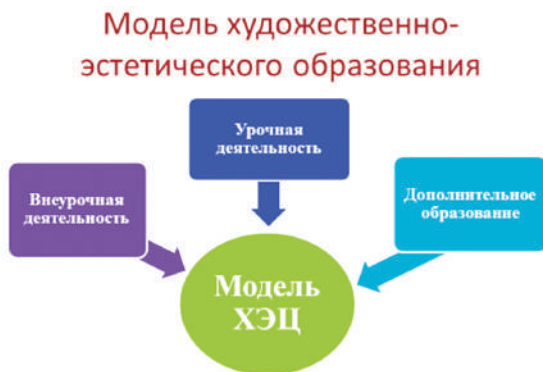 Модель художественно-
эстетического образования
Урочная
деятельность
Внеурочная
деятельность
Дополнительное
образование
Модель
ХЭЦ